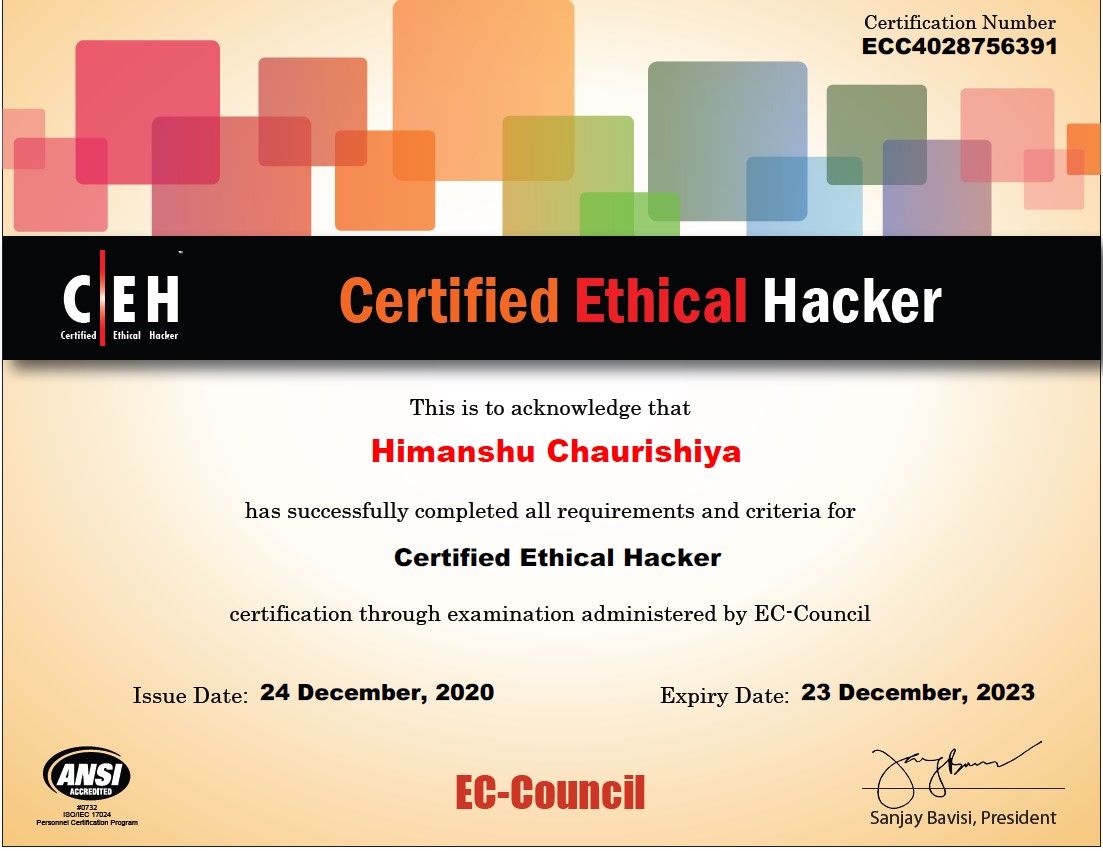 Certification Number
ECC4028756391
C|EH™
Certified Ethical Hacker
Certified Ethical Hacker
This is to acknowledge that
Himanshu Chaurishiya
has successfully completed all requirements and criteria for
Certified Ethical Hacker
certification through examination administered by EC-Council
Issue Date: 24 December, 2020 Expiry Date: 23 December, 2023
ANSI
ACCREDITED
#0732
ISO/IEC 17024
Personnel Certification Program
EC-Council
Sanjay Bavisi, President